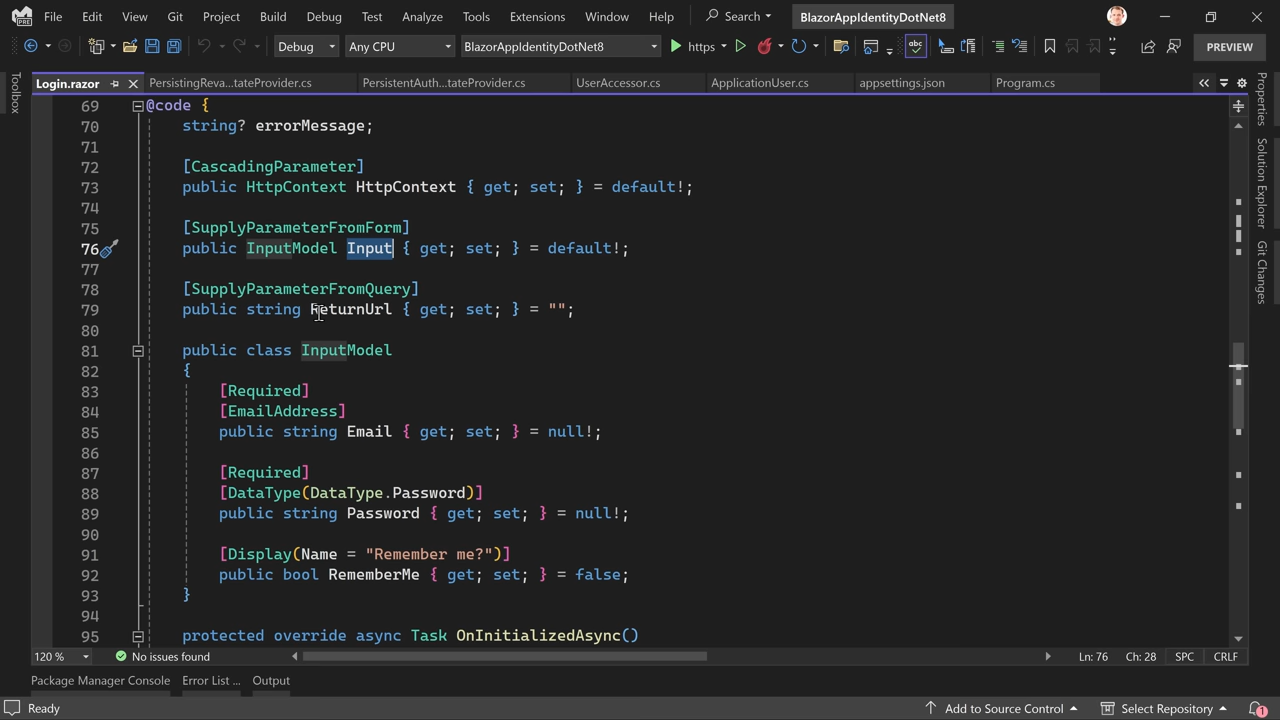 File Edit View Git Project Build Debug Test Analyze Tools Extensions Window Help Search BlazorAppIdentityDotNet8
Debug Any CPU BlazorAppIdentityDotNet8 https abc PREVIEW
Login.razor PersistingReva...tateProvider.cs PersistentAuth...tateProvider.cs UserAccessor.cs ApplicationUser.cs appsettings.json Program.cs
Toolbox
Properties
Solution Explorer
Git Changes
69 @code {
70 string? errorMessage;
71
72 [CascadingParameter]
73 public HttpContext HttpContext { get; set; } = default!;
74
75 [SupplyParameterFromForm]
76 public InputModel Input { get; set; } = default!;
77
78 [SupplyParameterFromQuery]
79 public string ReturnUrl { get; set; } = "";
80
81 public class InputModel
82 {
83 [Required]
84 [EmailAddress]
85 public string Email { get; set; } = null!;
86
87 [Required]
88 [DataType(DataType.Password)]
89 public string Password { get; set; } = null!;
90
91 [Display(Name = "Remember me?")]
92 public bool RememberMe { get; set; } = false;
93 }
94
95 protected override async Task OnInitializedAsync()
120 % No issues found Ln: 76 Ch: 28 SPC CRLF
Package Manager Console Error List ... Output
Ready Add to Source Control Select Repository 1